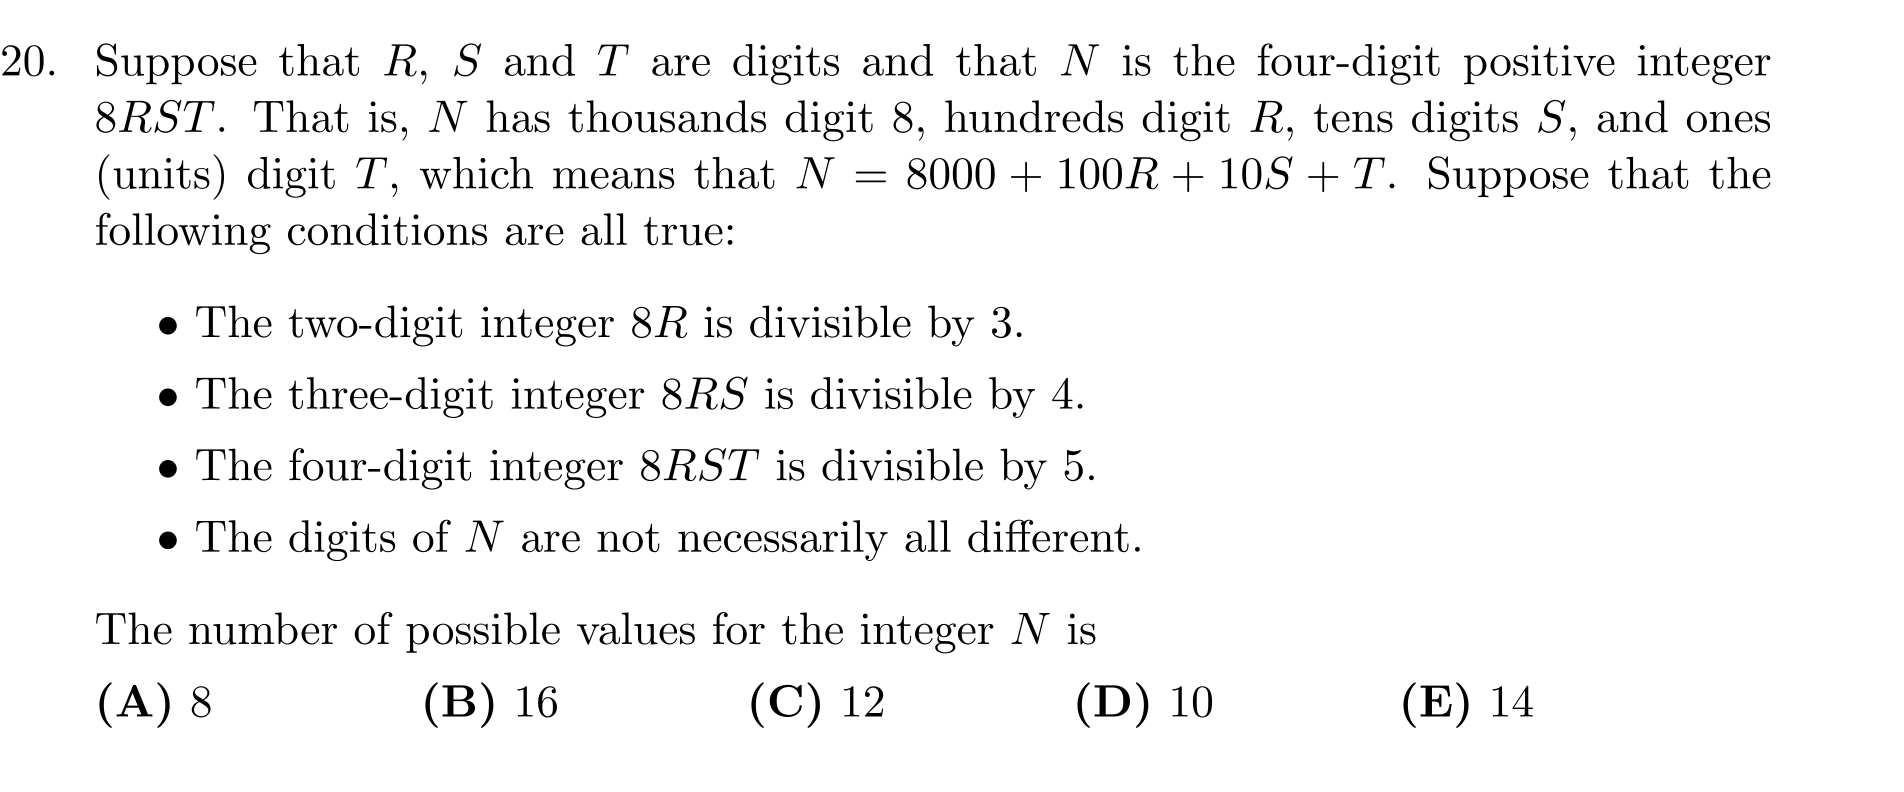 20. Suppose that R, S and T are digits and that N is the four-digit positive integer
8RST. That is, N has thousands digit 8, hundreds digit R, tens digits S, and ones
(units) digit T, which means that N = 8000 + 100R + 10S + T. Suppose that the
following conditions are all true:
• The two-digit integer 8R is divisible by 3.
• The three-digit integer 8RS is divisible by 4.
• The four-digit integer 8RST is divisible by 5.
• The digits of N are not necessarily all different.
The number of possible values for the integer N is
(A) 8 (B) 16 (C) 12 (D) 10 (E) 14